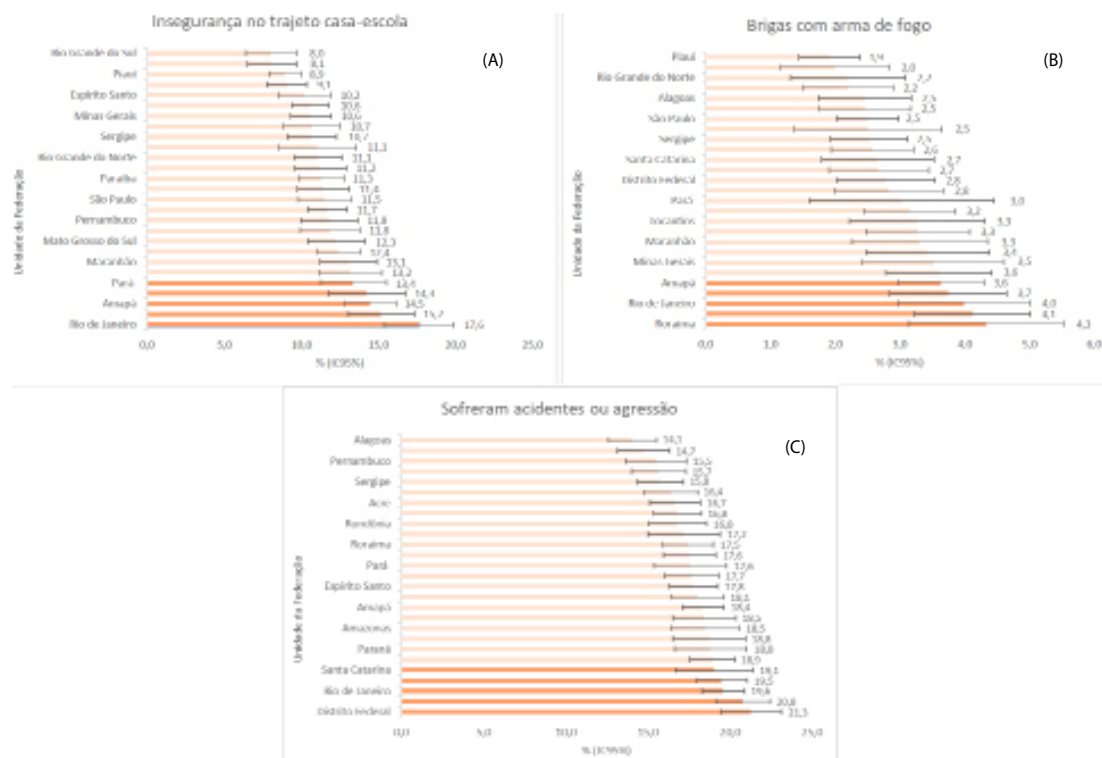 Insegurança no trajeto casa-escola
(A)
Unidade da Federação
Rio Grande do Sul 8,0
8,1
Piauí 8,9
9,1
Espírito Santo 10,2
10,6
Minas Gerais 10,6
10,7
Sergipe 10,7
11,1
Rio Grande do Norte 11,1
11,2
Paraíba 11,3
11,4
São Paulo 11,5
11,7
Pernambuco 11,8
11,8
Mato Grosso do Sul 12,3
12,4
Maranhão 13,1
13,2
Pará 13,4
14,4
Amapá 14,5
15,2
Rio de Janeiro 17,6
0,0 5,0 10,0 15,0 20,0 25,0
% (IC95%)
Brigas com arma de fogo
(B)
Unidade da Federação
Piauí 1,9
2,0
Rio Grande do Norte 2,2
2,2
Alagoas 2,5
2,5
São Paulo 2,5
2,5
Sergipe 2,5
2,6
Santa Catarina 2,7
2,7
Distrito Federal 2,8
2,8
Pará 3,0
3,2
Tocantins 3,3
3,3
Maranhão 3,3
3,4
Minas Gerais 3,5
3,6
Amapá 3,6
3,7
Rio de Janeiro 4,0
4,1
Roraima 4,3
0,0 1,0 2,0 3,0 4,0 5,0 6,0
% (IC95%)
Sofreram acidentes ou agressão
(C)
Unidade da Federação
Alagoas 14,1
14,7
Pernambuco 15,5
15,7
Sergipe 15,8
16,4
Acre 16,7
16,8
Rondônia 16,8
17,2
Roraima 17,5
17,6
Pará 17,6
17,7
Espírito Santo 17,8
18,1
Amapá 18,4
18,5
Amazonas 18,5
18,8
Paraná 18,8
18,9
Santa Catarina 19,1
19,5
Rio de Janeiro 19,6
20,8
Distrito Federal 21,3
0,0 5,0 10,0 15,0 20,0 25,0
% (IC95%)